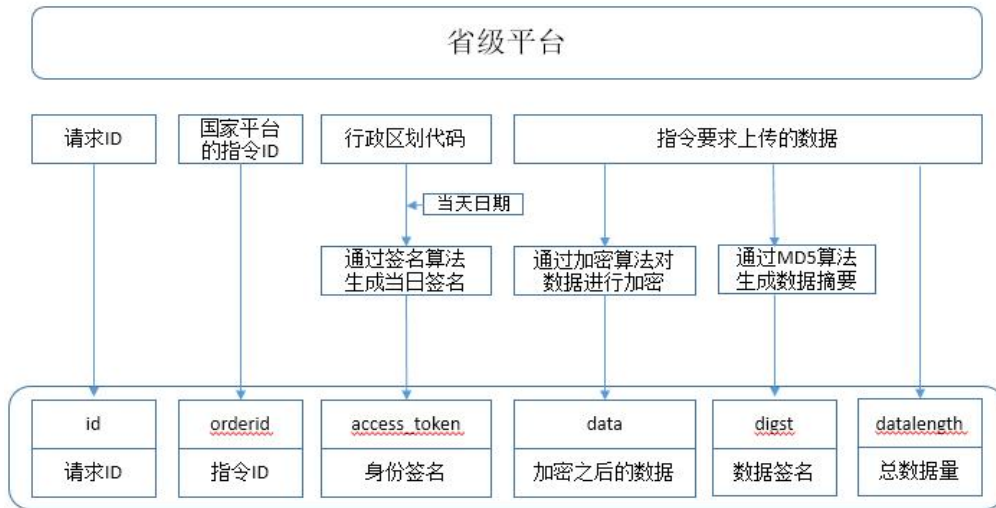 省级平台
请求ID
国家平台
的指令ID
行政区划代码
指令要求上传的数据
当天日期
通过签名算法
生成当日签名
通过加密算法对
数据进行加密
通过MD5算法
生成数据摘要
id
orderid
access_token
data
digst
datalength
请求ID
指令ID
身份签名
加密之后的数据
数据签名
总数据量